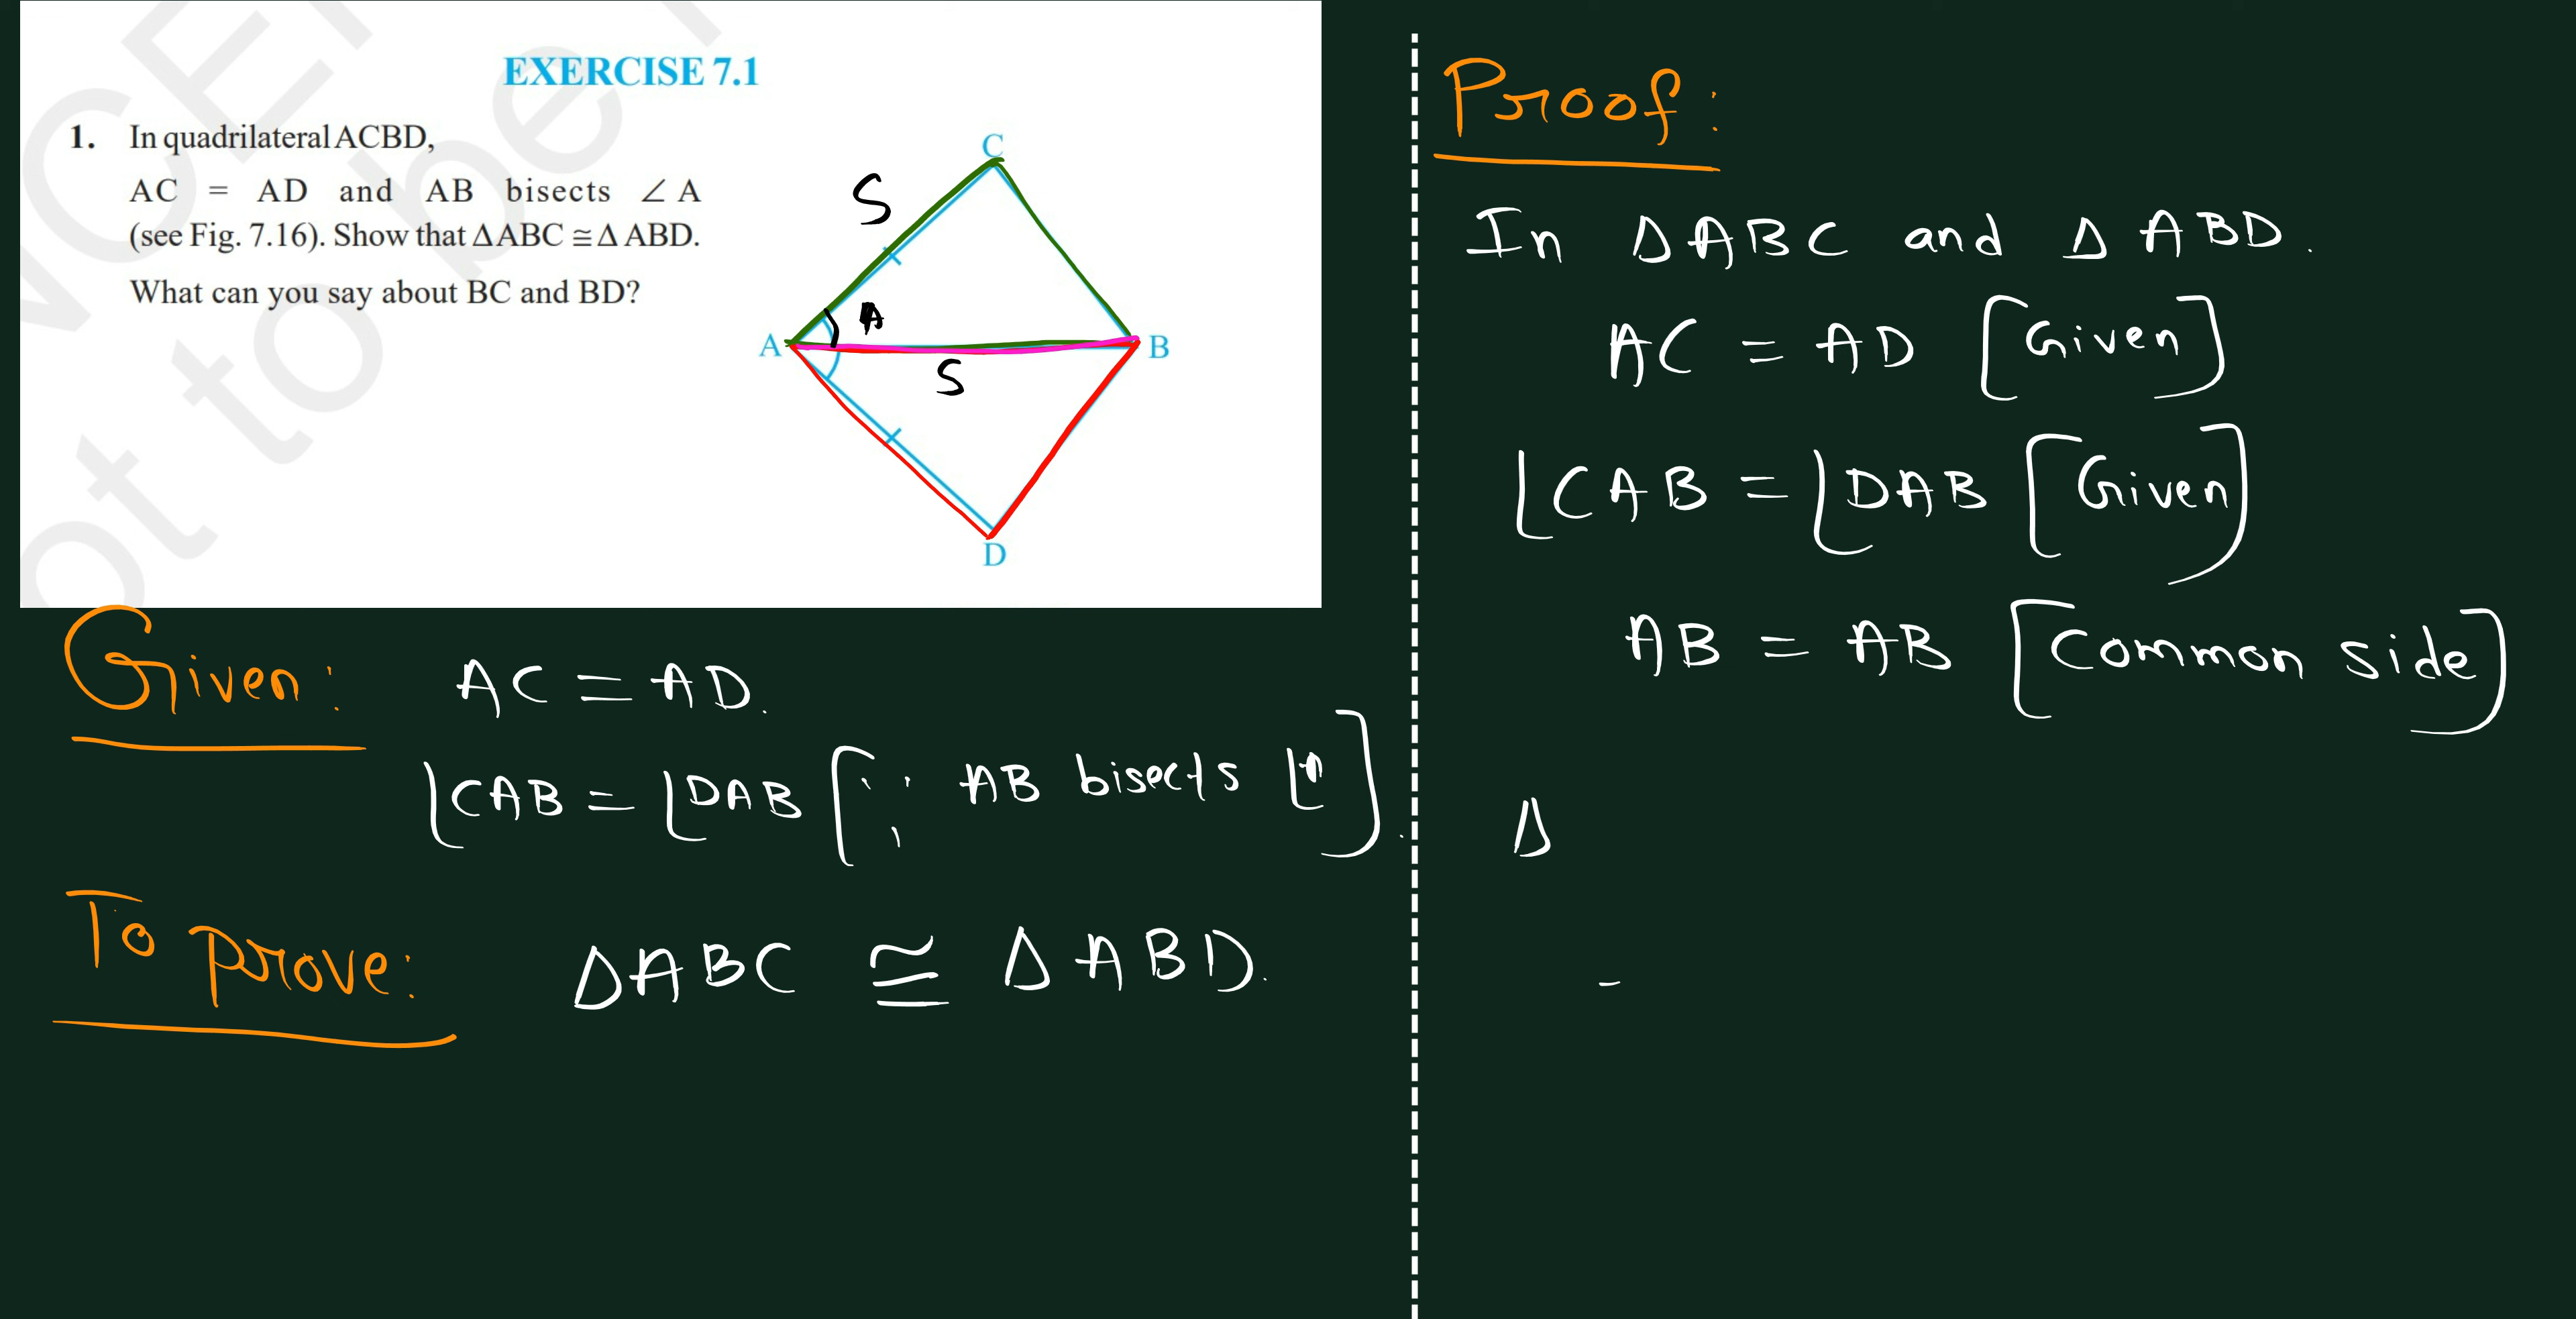 EXERCISE 7.1
1. In quadrilateral ACBD,
AC = AD and AB bisects ∠ A
(see Fig. 7.16). Show that Δ ABC ≅ Δ ABD.
What can you say about BC and BD?
C
S
A
A
B
S
D
Given: AC = AD.
∠CAB = ∠DAB [∵ AB bisects ∠A].
To prove: ΔABC ≅ ΔABD.
Proof:
In ΔABC and ΔABD.
AC = AD [Given]
∠CAB = ∠DAB [Given]
AB = AB [Common side]
Δ
-